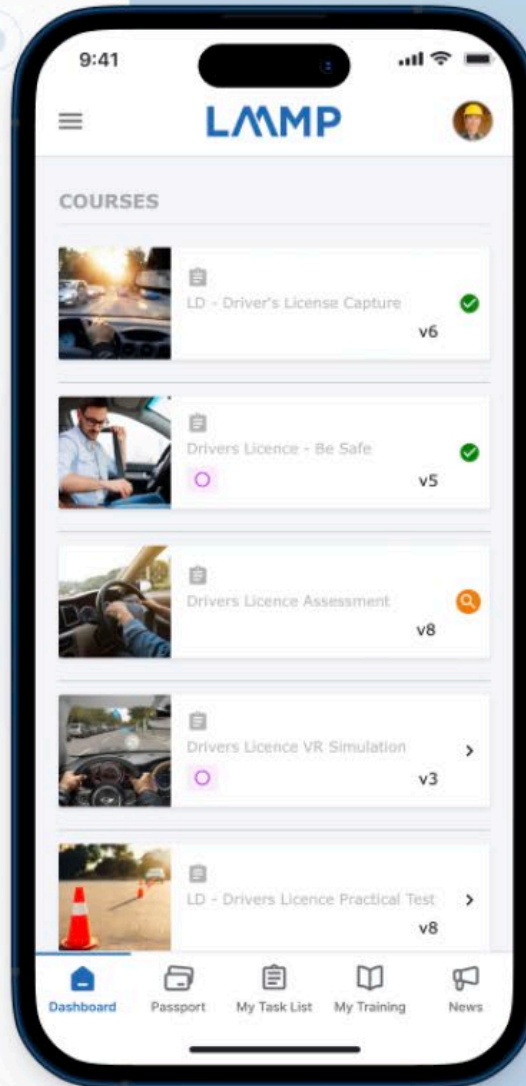 9:41
LAMP
COURSES
LD - Driver's License Capture
v6
Drivers Licence - Be Safe
v5
Drivers Licence Assessment
v8
Drivers Licence VR Simulation
v3
LD - Drivers Licence Practical Test
v8
Dashboard
Passport
My Task List
My Training
News